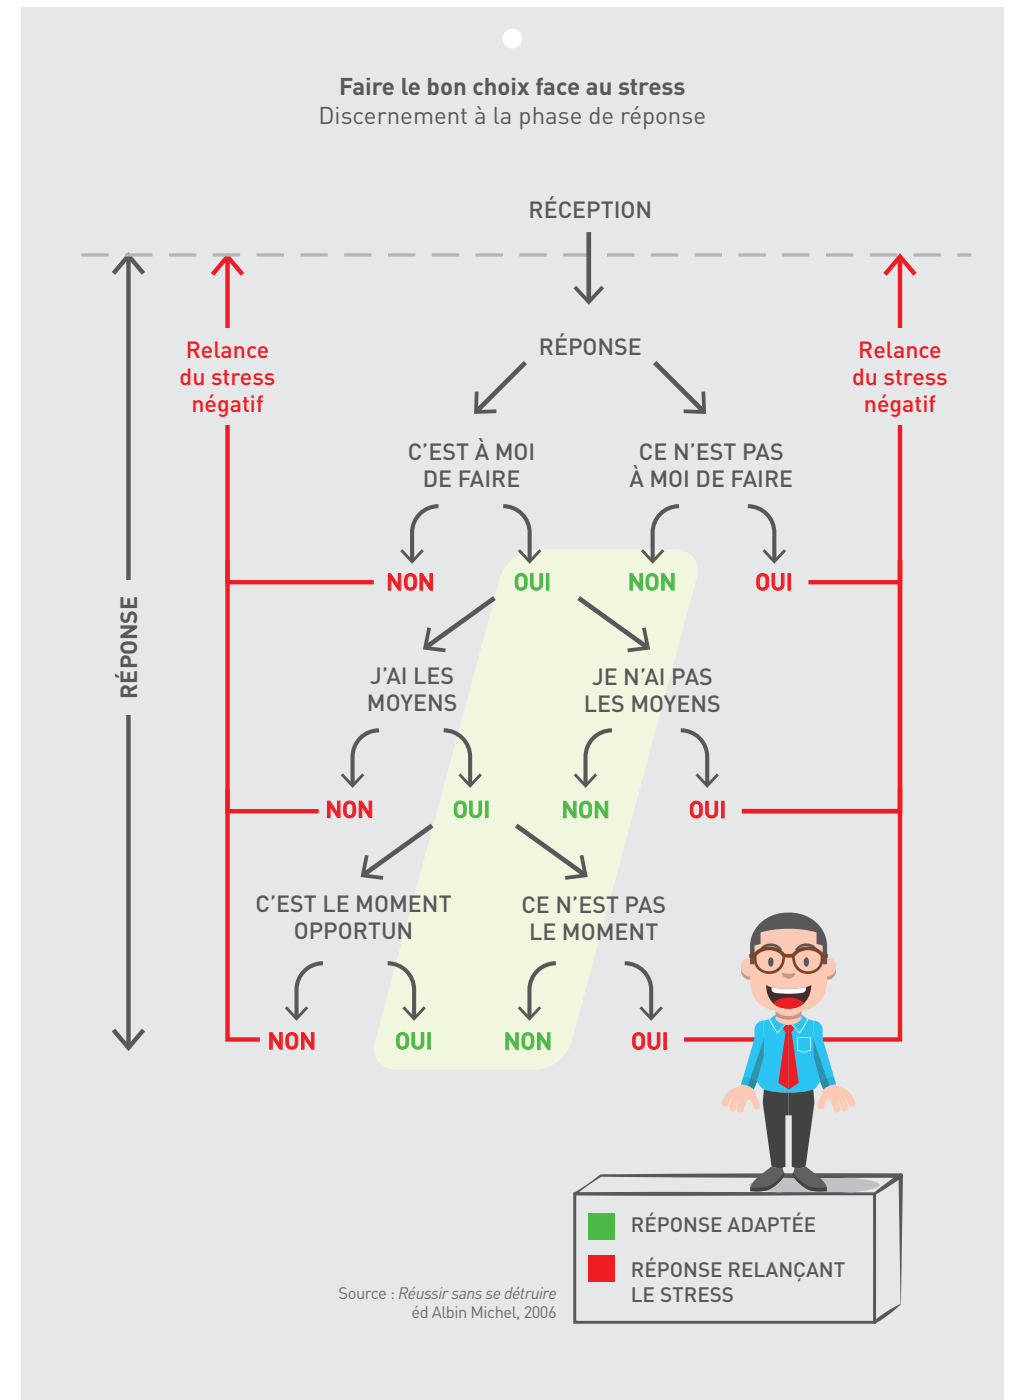 Faire le bon choix face au stress
Discernement à la phase de réponse
RÉCEPTION
RÉPONSE
Relance
du stress
négatif
Relance
du stress
négatif
C'EST À MOI
DE FAIRE
CE N'EST PAS
À MOI DE FAIRE
NON
OUI
NON
OUI
RÉPONSE
J'AI LES
MOYENS
JE N'AI PAS
LES MOYENS
NON
OUI
NON
OUI
C'EST LE MOMENT
OPPORTUN
CE N'EST PAS
LE MOMENT
NON
OUI
NON
OUI
RÉPONSE ADAPTÉE
RÉPONSE RELANÇANT
LE STRESS
Source : Réussir sans se détruire
éd Albin Michel, 2006